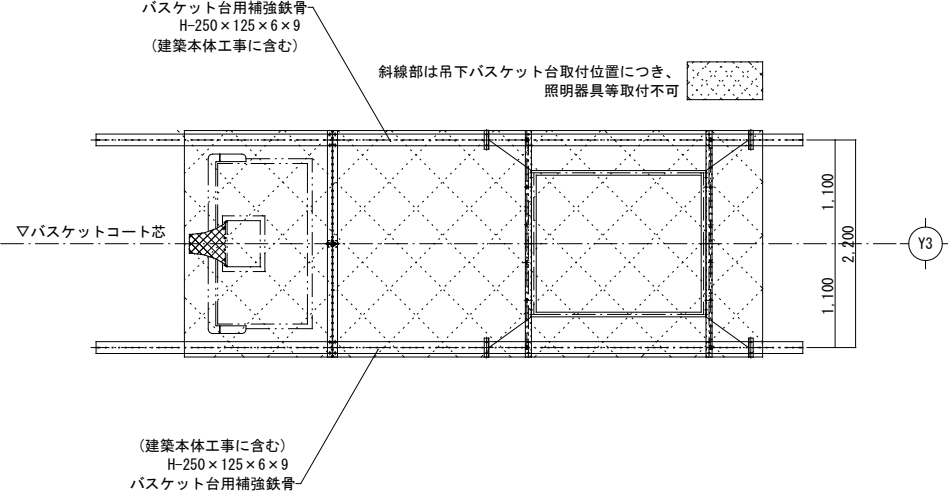 バスケット台用補強鉄骨
H-250×125×6×9
(建築本体工事に含む)
斜線部は吊下バスケット台取付位置につき、
照明器具等取付不可
▽バスケットコート芯
1,100
2,200
1,100
Y3
(建築本体工事に含む)
H-250×125×6×9
バスケット台用補強鉄骨